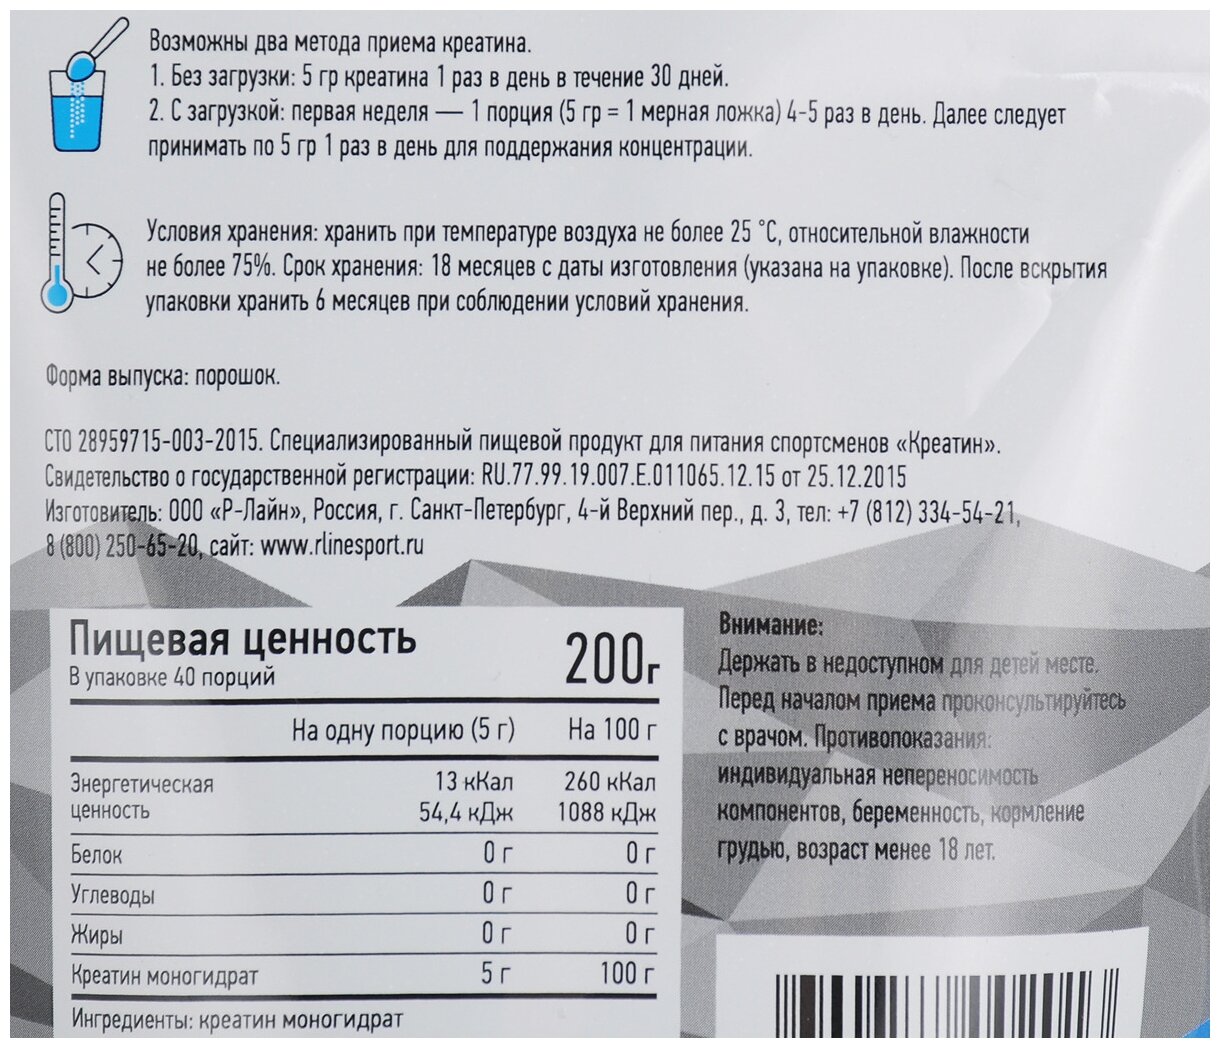 Возможны два метода приема креатина.
1. Без загрузки: 5 гр креатина 1 раз в день в течение 30 дней.
2. С загрузкой: первая неделя — 1 порция (5 гр = 1 мерная ложка) 4-5 раз в день. Далее следует
принимать по 5 гр 1 раз в день для поддержания концентрации.
Условия хранения: хранить при температуре воздуха не более 25 °С, относительной влажности
не более 75%. Срок хранения: 18 месяцев с даты изготовления (указана на упаковке). После вскрытия
упаковки хранить 6 месяцев при соблюдении условий хранения.
Форма выпуска: порошок.
СТО 28959715-003-2015. Специализированный пищевой продукт для питания спортсменов «Креатин».
Свидетельство о государственной регистрации: RU.77.99.19.007.E.011065.12.15 от 25.12.2015
Изготовитель: ООО «Р-Лайн», Россия, г. Санкт-Петербург, 4-й Верхний пер., д. 3, тел: +7 (812) 334-54-21,
8 (800) 250-65-20, сайт: www.rlinesport.ru
Пищевая ценность
В упаковке 40 порций
200г
На одну порцию (5 г) На 100 г
Энергетическая 13 кКал 260 кКал
ценность 54,4 кДж 1088 кДж
Белок 0 г 0 г
Углеводы 0 г 0 г
Жиры 0 г 0 г
Креатин моногидрат 5 г 100 г
Ингредиенты: креатин моногидрат
Внимание:
Держать в недоступном для детей месте.
Перед началом приема проконсультируйтесь
с врачом. Противопоказания:
индивидуальная непереносимость
компонентов, беременность, кормление
грудью, возраст менее 18 лет.